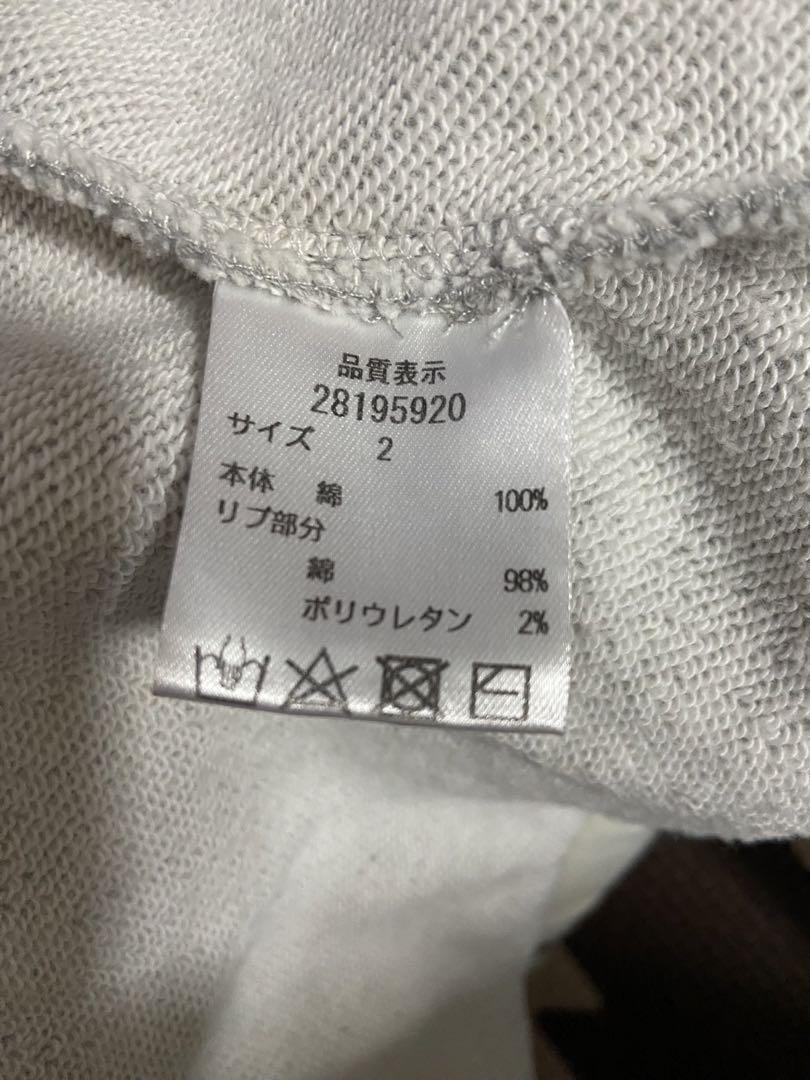 品質表示
28195920
サイズ 2
本体 綿 100%
リブ部分
綿 98%
ポリウレタン 2%